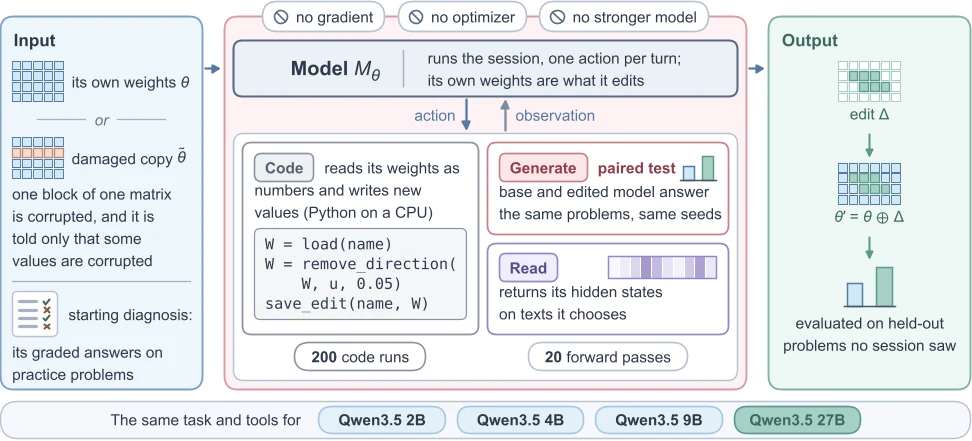 no gradient
no optimizer
no stronger model
Input
its own weights θ
or
damaged copy θ̃
one block of one matrix
is corrupted, and it is
told only that some
values are corrupted
starting diagnosis:
its graded answers on
practice problems
Model Mθ
runs the session, one action per turn;
its own weights are what it edits
action
observation
Code reads its weights as
numbers and writes new
values (Python on a CPU)
W = load(name)
W = remove_direction(
W, u, 0.05)
save_edit(name, W)
200 code runs
Generate paired test
base and edited model answer
the same problems, same seeds
Read
returns its hidden states
on texts it chooses
20 forward passes
Output
edit Δ
θ′ = θ ⊕ Δ
evaluated on held-out
problems no session saw
The same task and tools for Qwen3.5 2B Qwen3.5 4B Qwen3.5 9B Qwen3.5 27B